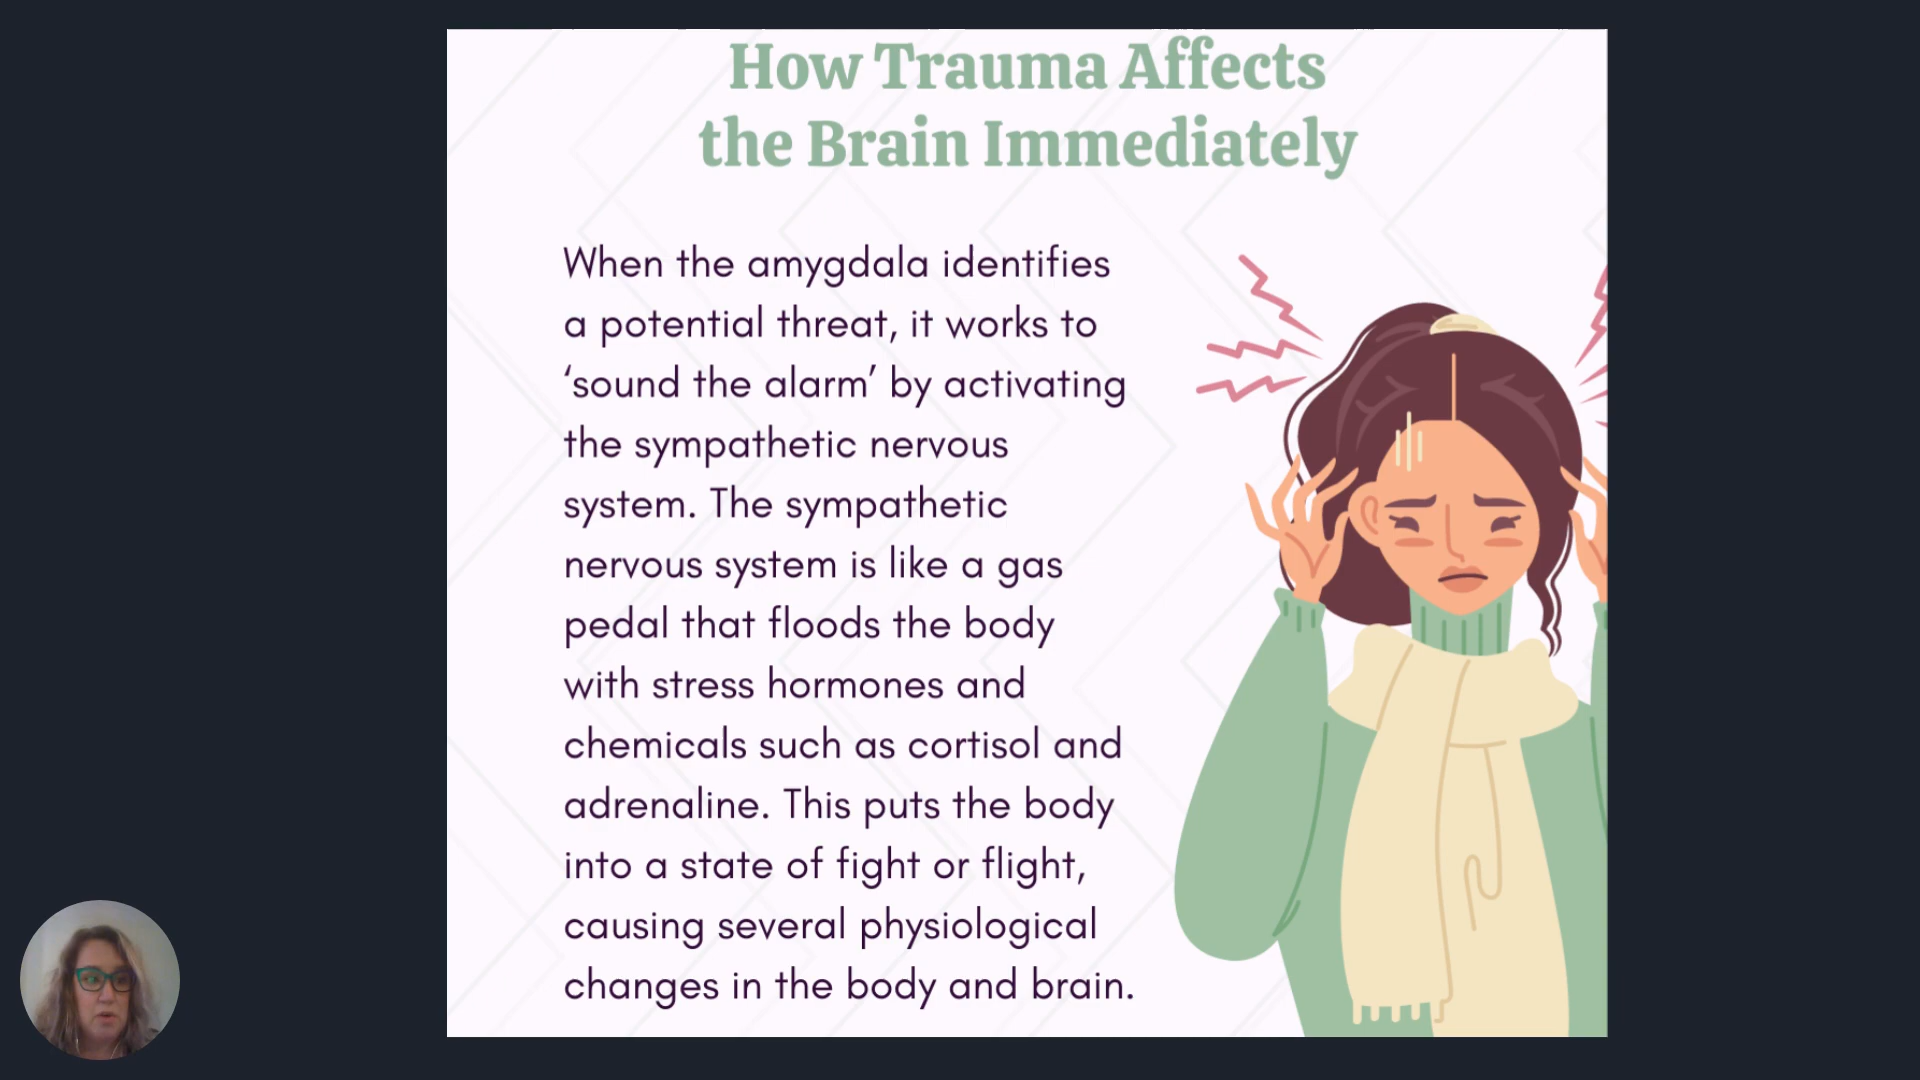 How Trauma Affects
the Brain Immediately
When the amygdala identifies
a potential threat, it works to
‘sound the alarm’ by activating
the sympathetic nervous
system. The sympathetic
nervous system is like a gas
pedal that floods the body
with stress hormones and
chemicals such as cortisol and
adrenaline. This puts the body
into a state of fight or flight,
causing several physiological
changes in the body and brain.